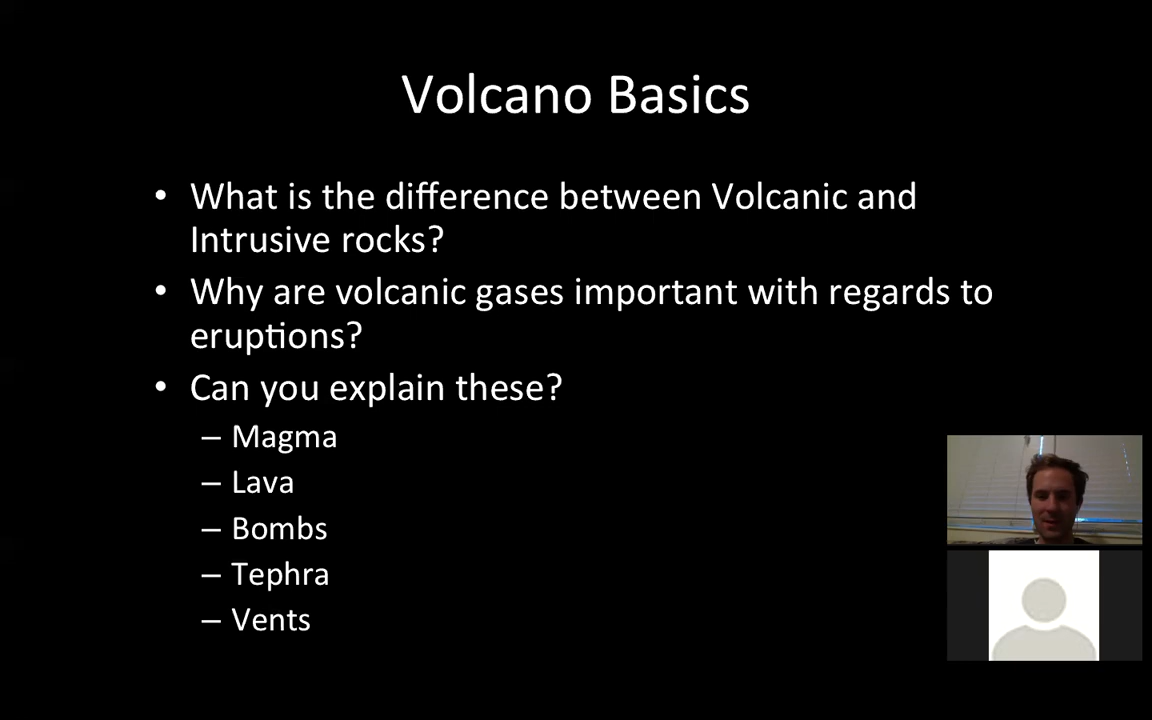 Volcano Basics
• What is the difference between Volcanic and
Intrusive rocks?
• Why are volcanic gases important with regards to
eruptions?
• Can you explain these?
– Magma
– Lava
– Bombs
– Tephra
– Vents